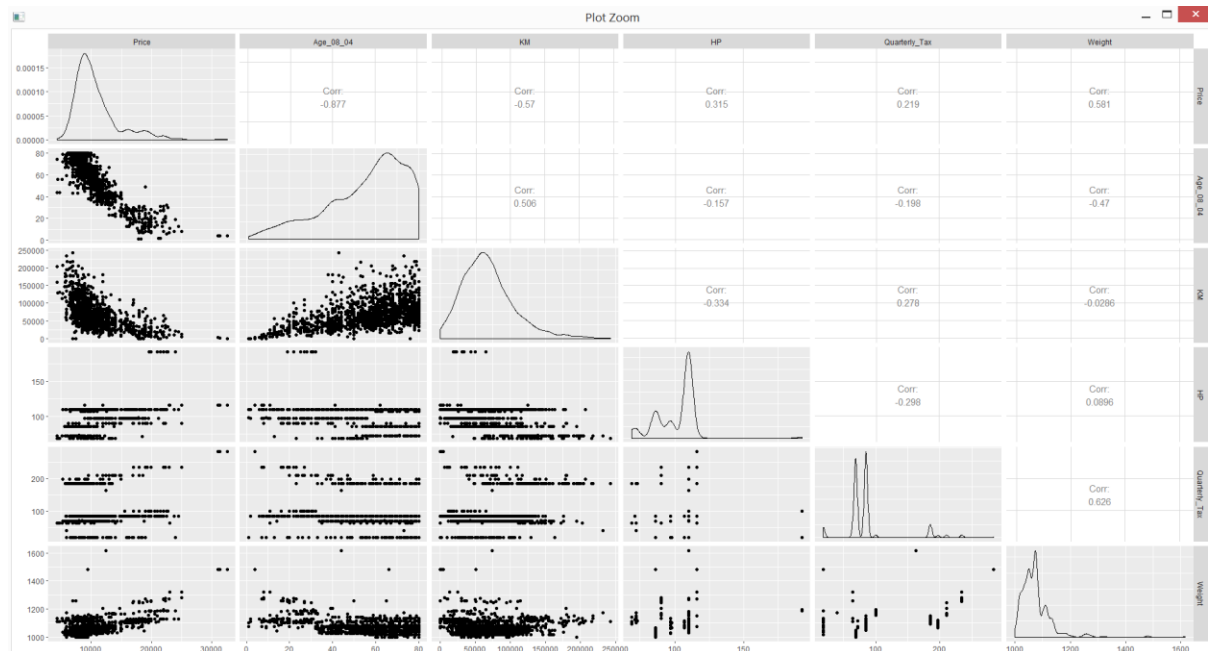 Plot Zoom
Price Age_08_04 KM HP Quarterly_Tax Weight
0.00015
0.00010
0.00005
0.00000
Corr:
-0.877
Corr:
-0.57
Corr:
0.315
Corr:
0.219
Corr:
0.581
Price
80
60
40
20
0
Corr:
0.506
Corr:
-0.157
Corr:
-0.198
Corr:
-0.47
Age_08_04
250000
200000
150000
100000
50000
0
Corr:
-0.334
Corr:
0.278
Corr:
-0.0286
KM
150
100
Corr:
-0.298
Corr:
0.0896
HP
200
100
Corr:
0.626
Quarterly_Tax
1600
1400
1200
1000
Weight
10000 20000 30000 0 20 40 60 80 0 50000 100000 150000 200000 250000 100 150 100 200 1000 1200 1400 1600